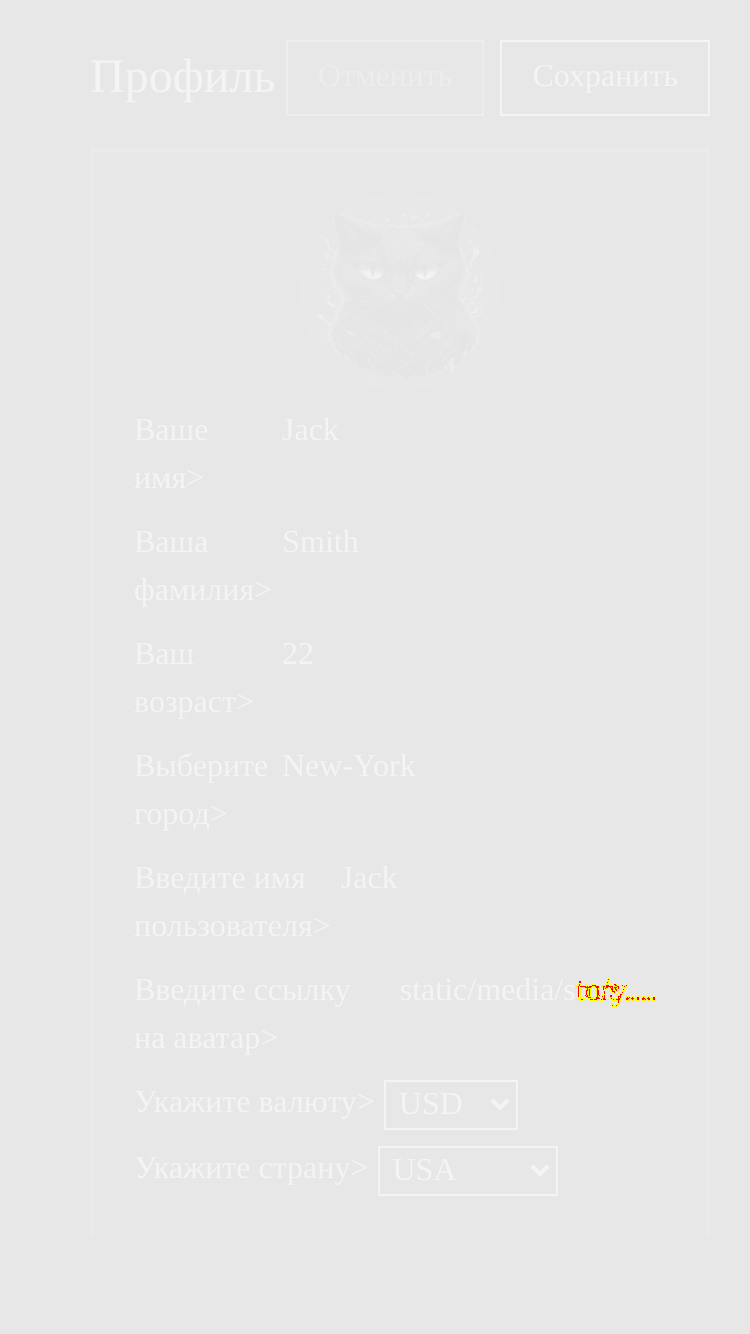 Профиль Отменить Сохранить
Ваше Jack
имя>
Ваша Smith
фамилия>
Ваш 22
возраст>
Выберите New-York
город>
Введите имя Jack
пользователя>
Введите ссылку static/media/s
на аватар>
Укажите валюту> USD
Укажите страну> USA